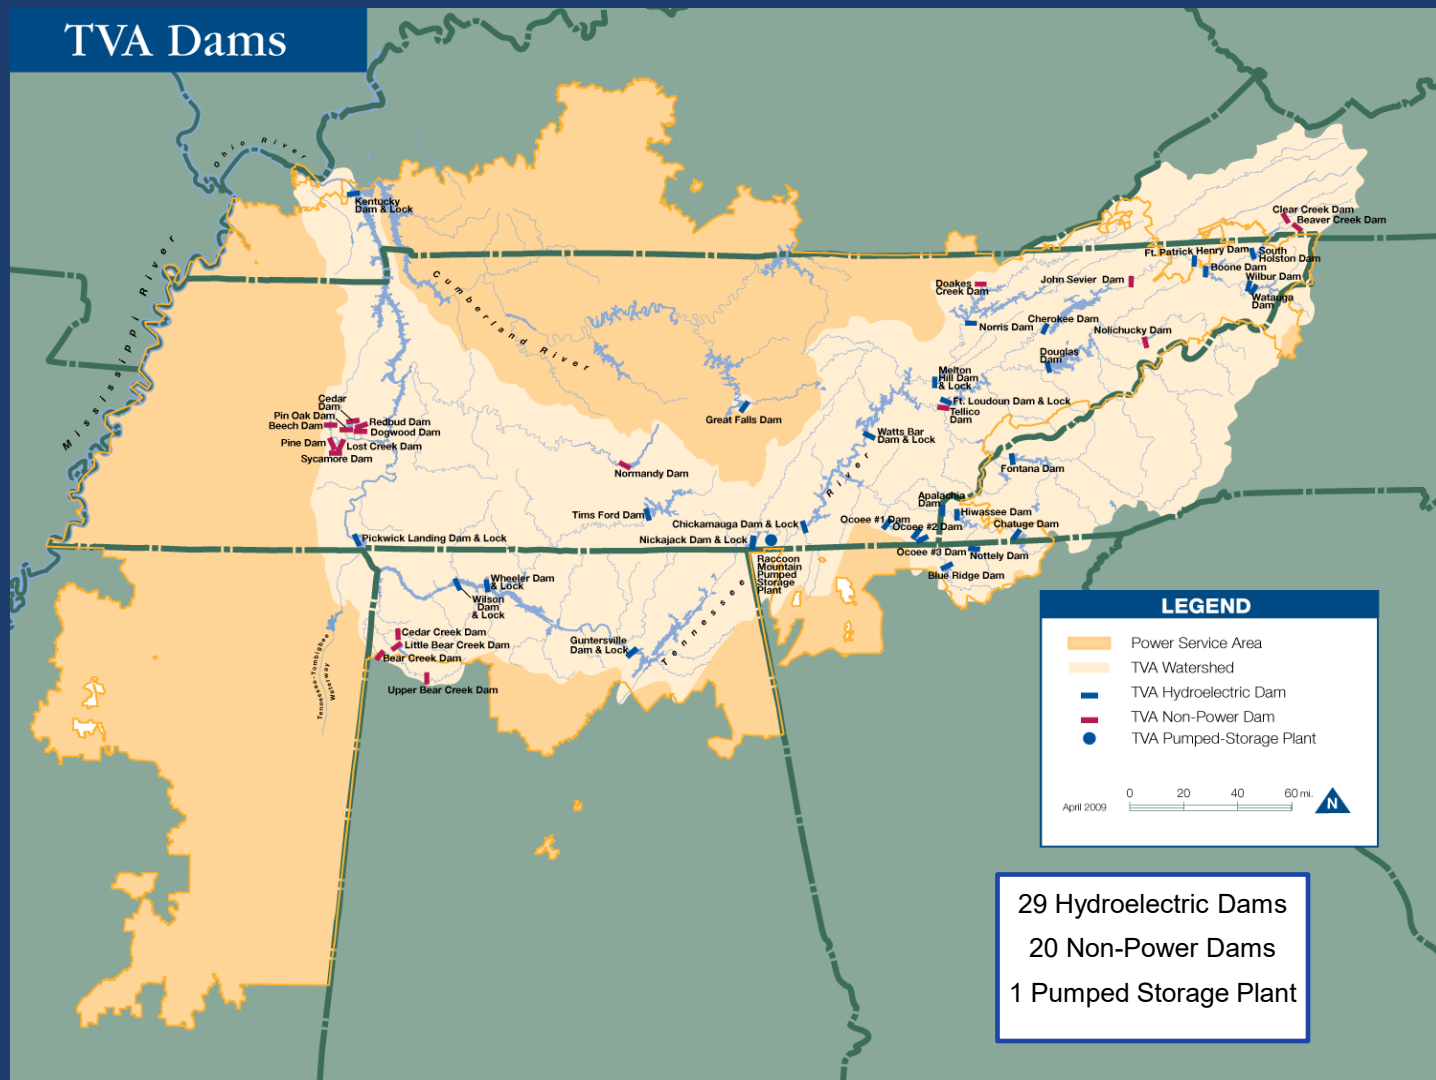 TVA Dams
Ohio River
Mississippi River
Cumberland River
Kentucky
Dam & Lock
Clear Creek Dam
Beaver Creek Dam
Ft. Patrick Henry Dam
South
Holston Dam
Boone Dam
Wilbur Dam
Watauga
Dam
John Sevier Dam
Doakes
Creek Dam
Norris Dam
Cherokee Dam
Nolichucky Dam
Douglas
Dam
Melton
Hill Dam
& Lock
Ft. Loudoun Dam & Lock
Tellico
Dam
Great Falls Dam
Watts Bar
Dam & Lock
Cedar
Dam
Pin Oak Dam
Beech Dam
Redbud Dam
Dogwood Dam
Pine Dam
Lost Creek Dam
Sycamore Dam
Normandy Dam
Fontana Dam
Tims Ford Dam
Chickamauga Dam & Lock
Nickajack Dam & Lock
Apalachia
Dam
Hiwassee Dam
Ocoee #1 Dam
Ocoee #2 Dam
Chatuge Dam
Ocoee #3 Dam
Nottely Dam
Blue Ridge Dam
Pickwick Landing Dam & Lock
Raccoon
Mountain
Pumped
Storage
Plant
Wheeler Dam
& Lock
Wilson
Dam
& Lock
Guntersville
Dam & Lock
Tennessee River
Cedar Creek Dam
Little Bear Creek Dam
Bear Creek Dam
Upper Bear Creek Dam
Tennessee-Tombigbee
Waterway
LEGEND
Power Service Area
TVA Watershed
TVA Hydroelectric Dam
TVA Non-Power Dam
TVA Pumped-Storage Plant
April 2009
0 20 40 60 mi.
N
29 Hydroelectric Dams
20 Non-Power Dams
1 Pumped Storage Plant